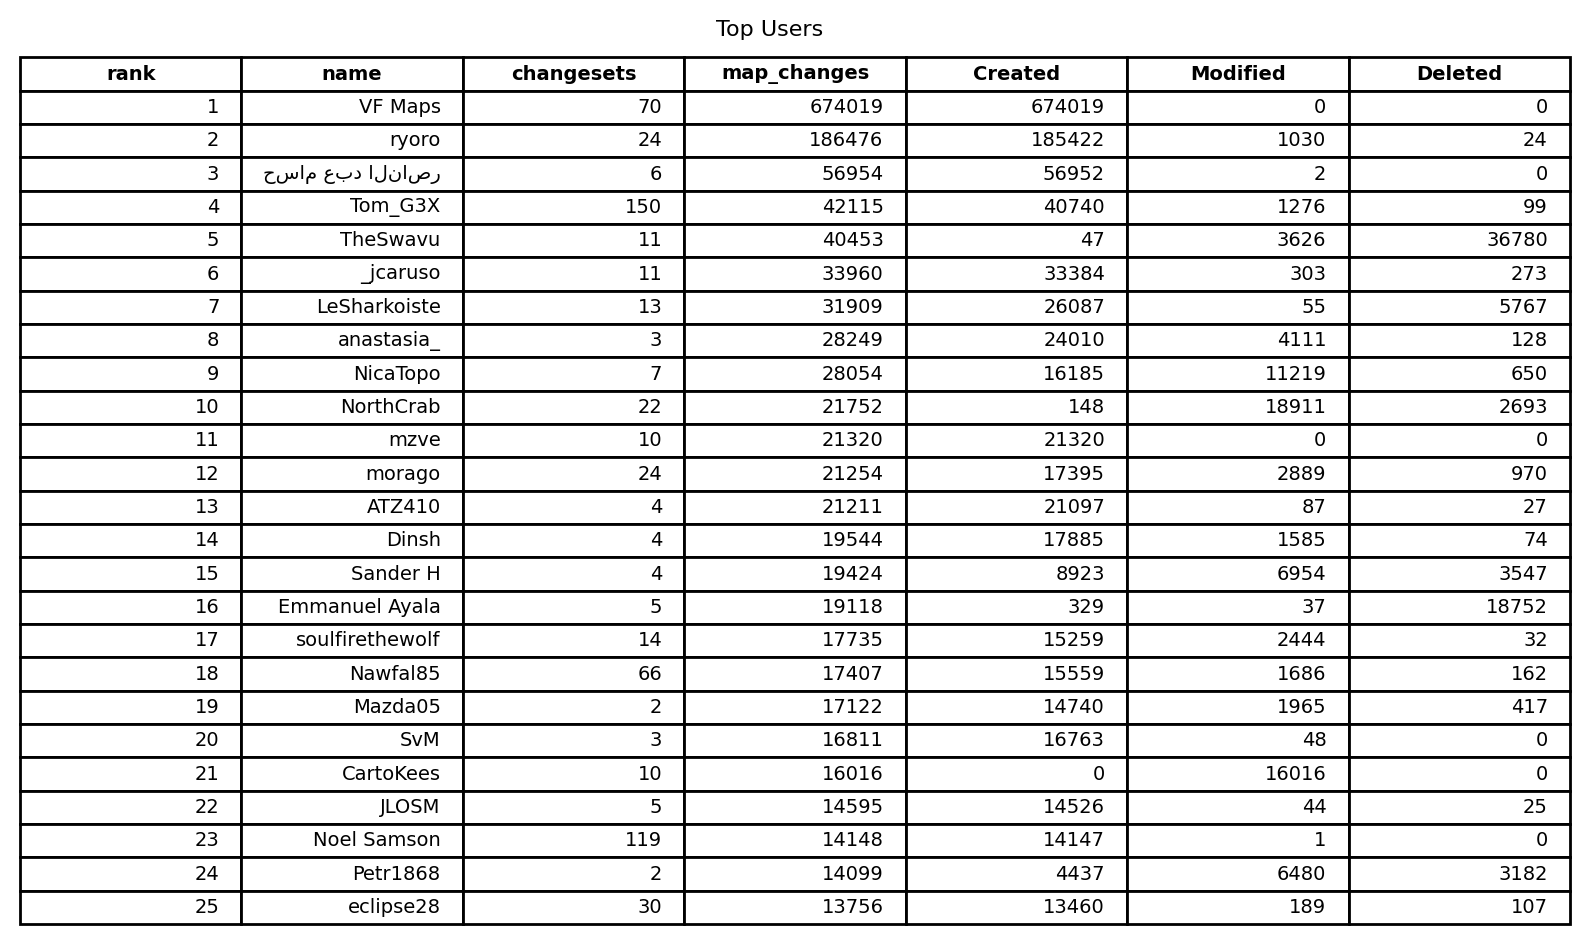 Top Users
rank name changesets map_changes Created Modified Deleted
1 VF Maps 70 674019 674019 0 0
2 ryoro 24 186476 185422 1030 24
3 حسام عبد الناصر 6 56954 56952 2 0
4 Tom_G3X 150 42115 40740 1276 99
5 TheSwavu 11 40453 47 3626 36780
6 _jcaruso 11 33960 33384 303 273
7 LeSharkoiste 13 31909 26087 55 5767
8 anastasia_ 3 28249 24010 4111 128
9 NicaTopo 7 28054 16185 11219 650
10 NorthCrab 22 21752 148 18911 2693
11 mzve 10 21320 21320 0 0
12 morago 24 21254 17395 2889 970
13 ATZ410 4 21211 21097 87 27
14 Dinsh 4 19544 17885 1585 74
15 Sander H 4 19424 8923 6954 3547
16 Emmanuel Ayala 5 19118 329 37 18752
17 soulfirethewolf 14 17735 15259 2444 32
18 Nawfal85 66 17407 15559 1686 162
19 Mazda05 2 17122 14740 1965 417
20 SvM 3 16811 16763 48 0
21 CartoKees 10 16016 0 16016 0
22 JLOSM 5 14595 14526 44 25
23 Noel Samson 119 14148 14147 1 0
24 Petr1868 2 14099 4437 6480 3182
25 eclipse28 30 13756 13460 189 107